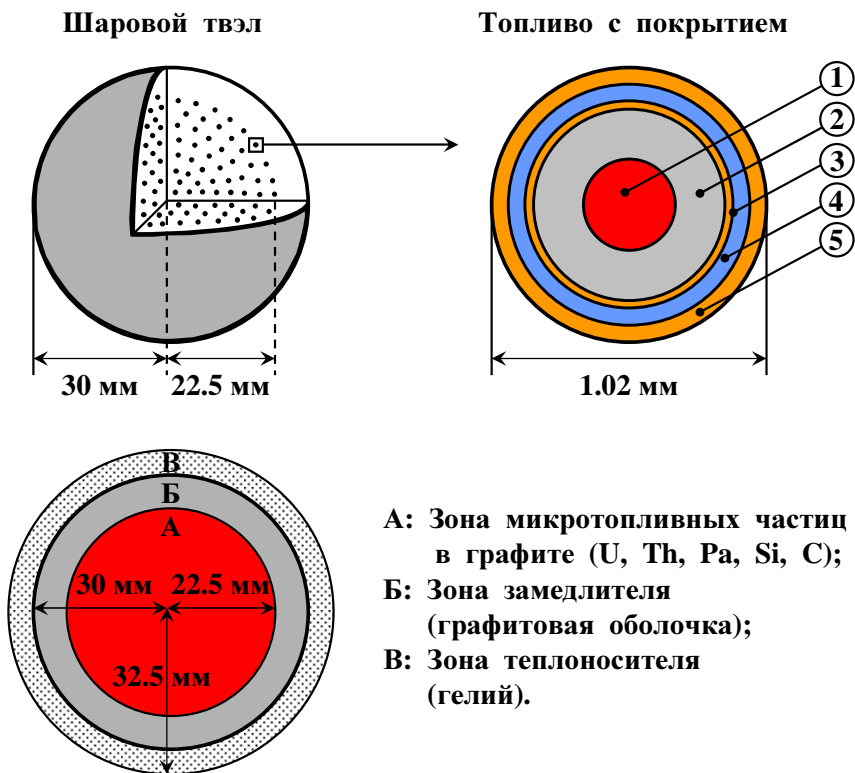 Шаровой твэл
Топливо с покрытием
1
2
3
4
5
30 мм
22.5 мм
1.02 мм
В
Б
А
30 мм
22.5 мм
32.5 мм
А: Зона микротопливных частиц
в графите (U, Th, Pa, Si, C);
Б: Зона замедлителя
(графитовая оболочка);
В: Зона теплоносителя
(гелий).